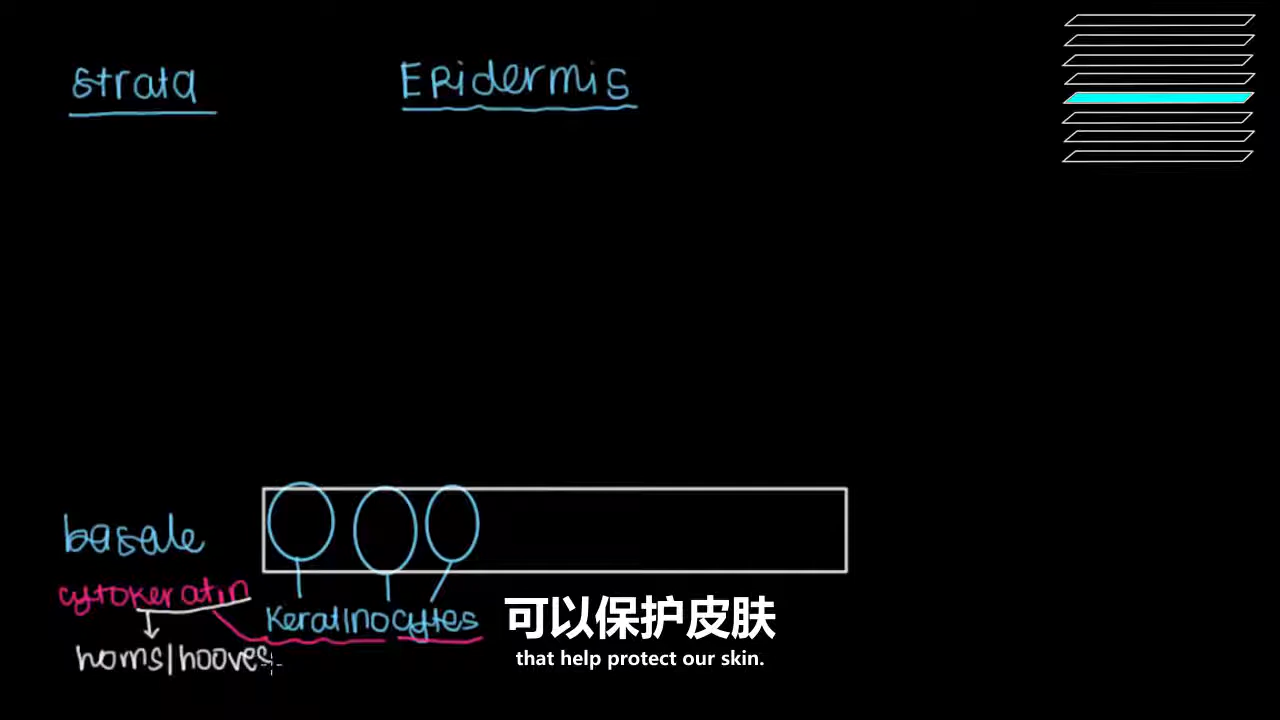 strata
Epidermis
basale
cytokeratin
Keratinocytes
horns/hooves
可以保护皮肤
that help protect our skin.